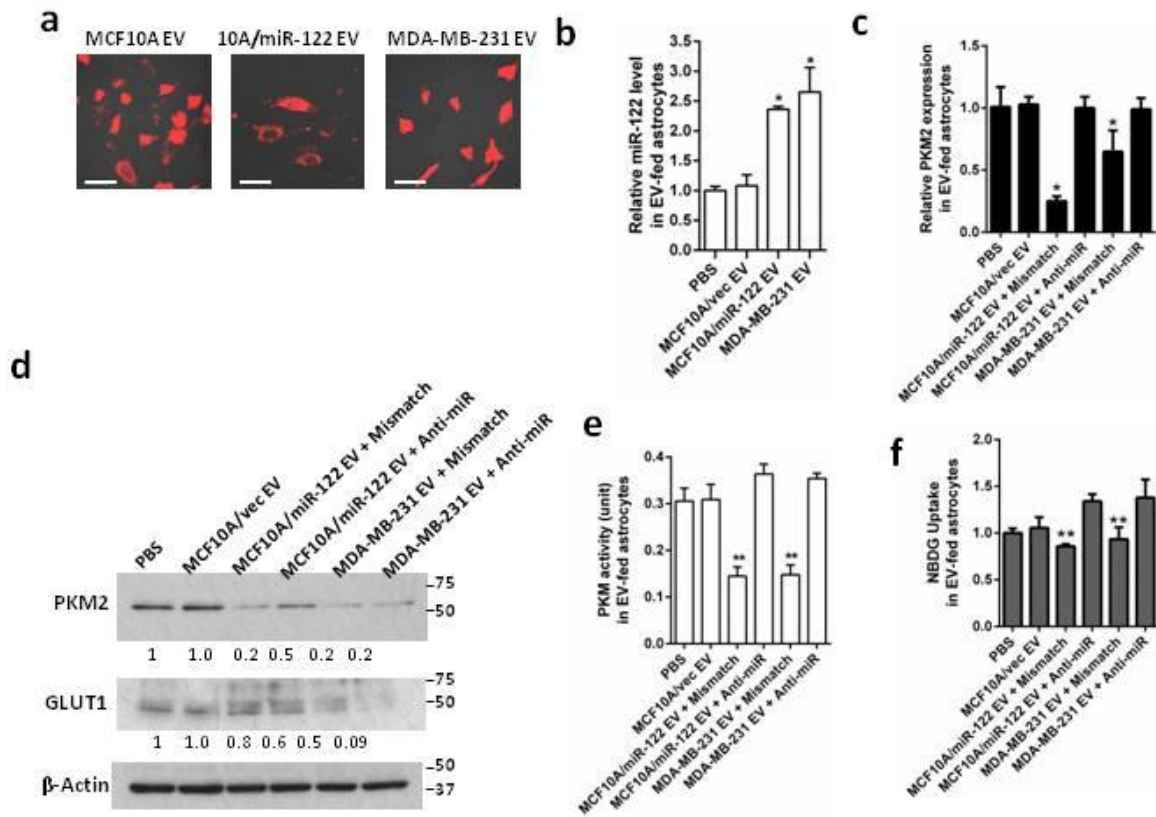 a
MCF10A EV
10A/miR-122 EV
MDA-MB-231 EV
b
Relative miR-122 level
in EV-fed astrocytes
3.5
3.0
2.5
2.0
1.5
1.0
0.5
0.0
*
*
PBS
MCF10A/vec EV
MCF10A/miR-122 EV
MDA-MB-231 EV
c
Relative PKM2 expression
in EV-fed astrocytes
1.5
1.0
0.5
0.0
*
*
PBS
MCF10A/vec EV
MCF10A/miR-122 EV + Mismatch
MCF10A/miR-122 EV + Anti-miR
MDA-MB-231 EV + Mismatch
MDA-MB-231 EV + Anti-miR
d
PBS
MCF10A/vec EV
MCF10A/miR-122 EV + Mismatch
MCF10A/miR-122 EV + Anti-miR
MDA-MB-231 EV + Mismatch
MDA-MB-231 EV + Anti-miR
PKM2
–75
–50
1 1.0 0.2 0.5 0.2 0.2
GLUT1
–75
–50
1 1.0 0.8 0.6 0.5 0.09
β-Actin
–50
–37
e
PKM activity (unit)
in EV-fed astrocytes
0.4
0.3
0.2
0.1
0.0
**
**
PBS
MCF10A/vec EV
MCF10A/miR-122 EV + Mismatch
MCF10A/miR-122 EV + Anti-miR
MDA-MB-231 EV + Mismatch
MDA-MB-231 EV + Anti-miR
f
NBDG Uptake
in EV-fed astrocytes
2.0
1.5
1.0
0.5
0.0
**
**
PBS
MCF10A/vec EV
MCF10A/miR-122 EV + Mismatch
MCF10A/miR-122 EV + Anti-miR
MDA-MB-231 EV + Mismatch
MDA-MB-231 EV + Anti-miR